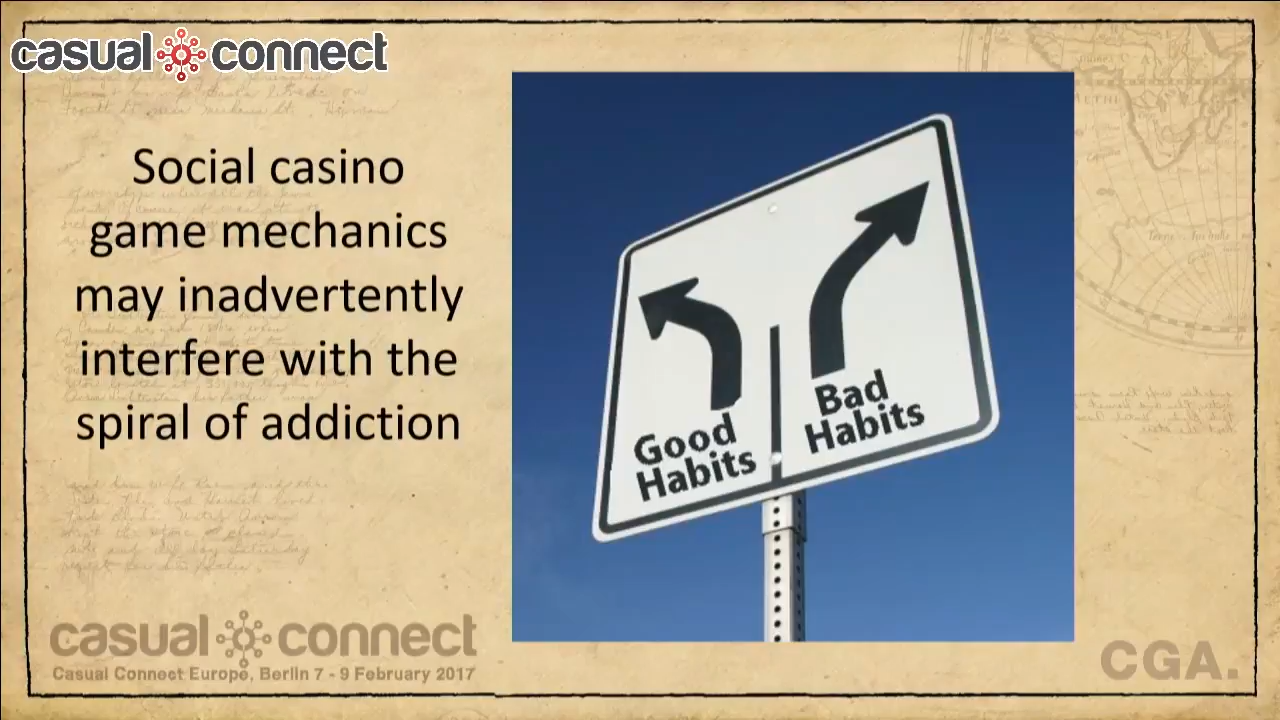 casual connect
Social casino
game mechanics
may inadvertently
interfere with the
spiral of addiction
Good
Habits
Bad
Habits
casual connect
Casual Connect Europe, Berlin 7 - 9 February 2017
CGA.